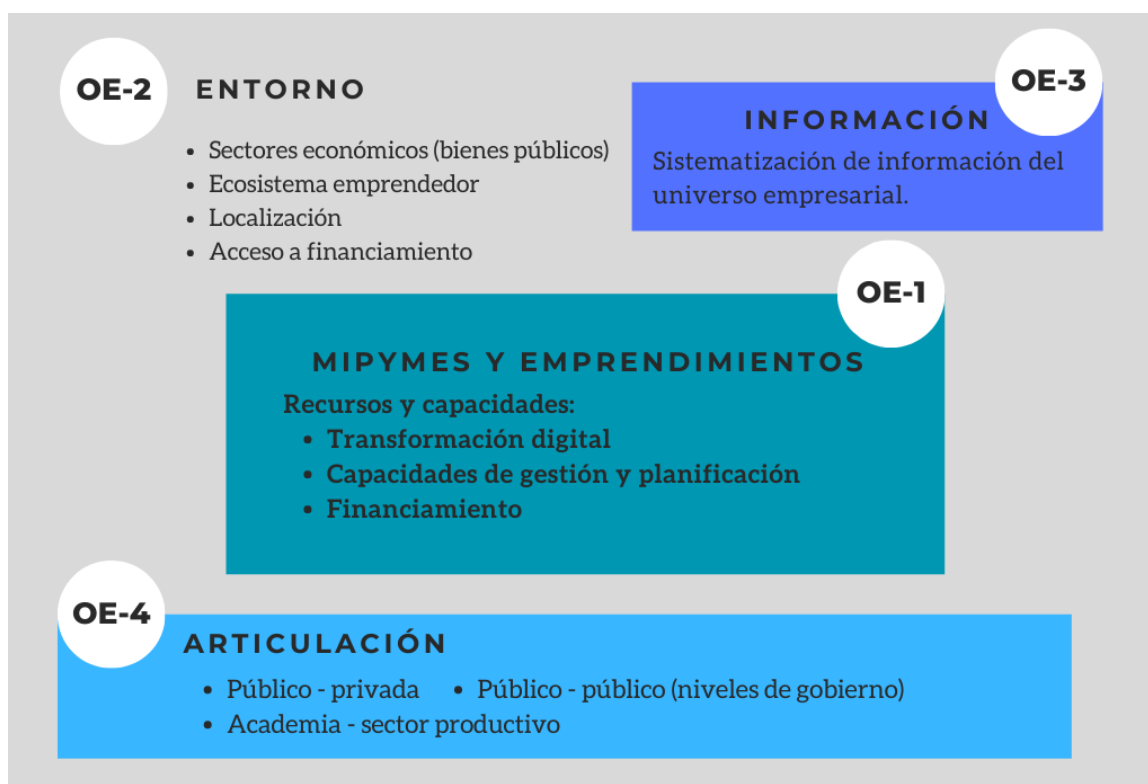 OE-2
ENTORNO
• Sectores económicos (bienes públicos)
• Ecosistema emprendedor
• Localización
• Acceso a financiamiento
OE-3
INFORMACIÓN
Sistematización de información del
universo empresarial.
OE-1
MIPYMES Y EMPRENDIMIENTOS
Recursos y capacidades:
• Transformación digital
• Capacidades de gestión y planificación
• Financiamiento
OE-4
ARTICULACIÓN
• Público - privada • Público - público (niveles de gobierno)
• Academia - sector productivo